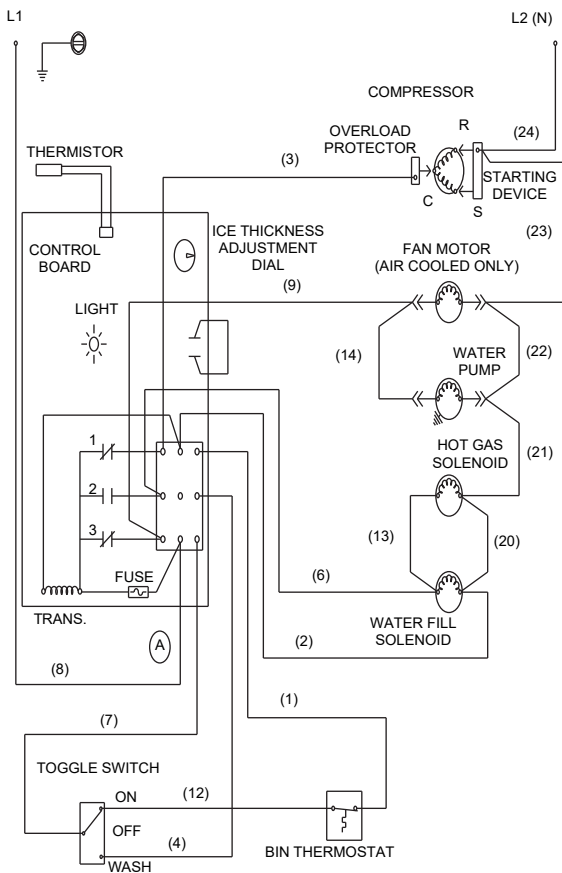 L1
L2 (N)
COMPRESSOR
R
(24)
OVERLOAD
PROTECTOR
THERMISTOR
(3)
STARTING
DEVICE
C
S
ICE THICKNESS
ADJUSTMENT
DIAL
(23)
CONTROL
BOARD
FAN MOTOR
(AIR COOLED ONLY)
(9)
LIGHT
(14)
WATER
PUMP
(22)
1
HOT GAS
SOLENOID
(21)
2
3
(13)
(20)
FUSE
(6)
TRANS.
WATER FILL
SOLENOID
A
(2)
(8)
(1)
(7)
TOGGLE SWITCH
ON
(12)
OFF
(4)
BIN THERMOSTAT
WASH